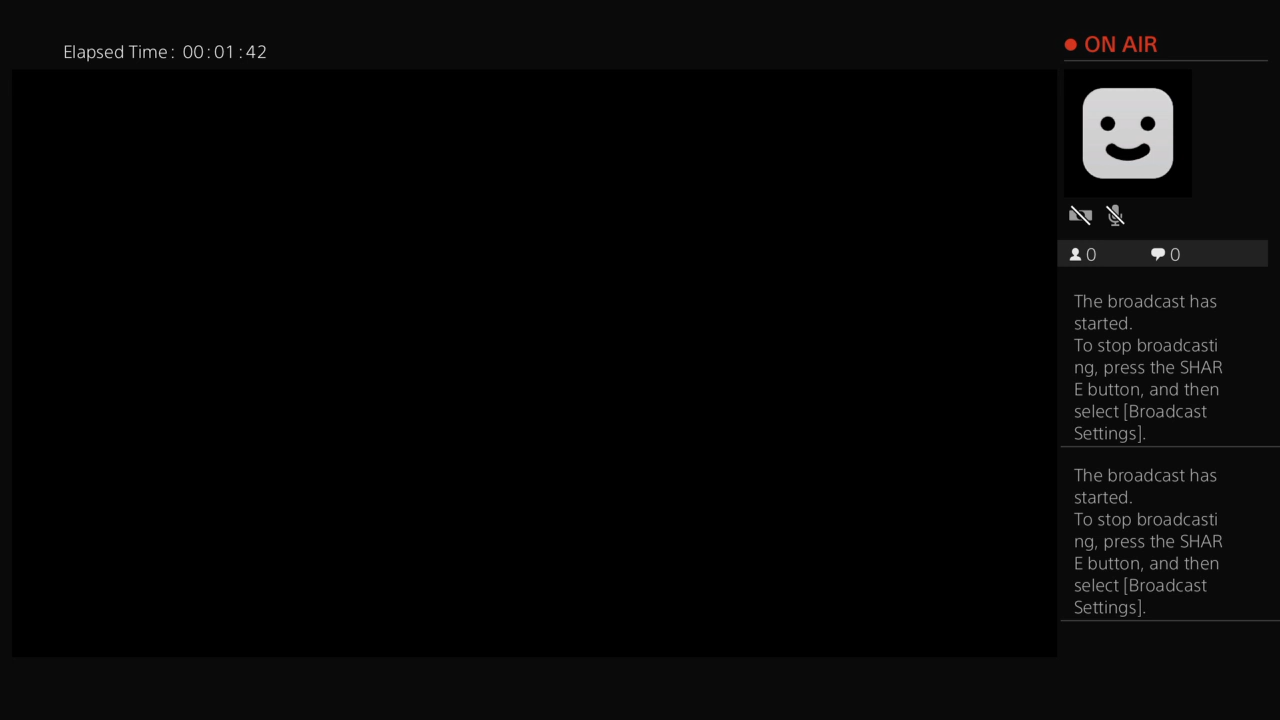 Elapsed Time: 00:01:42
ON AIR
0 0
The broadcast has
started.
To stop broadcasti
ng, press the SHAR
E button, and then
select [Broadcast
Settings].
The broadcast has
started.
To stop broadcasti
ng, press the SHAR
E button, and then
select [Broadcast
Settings].